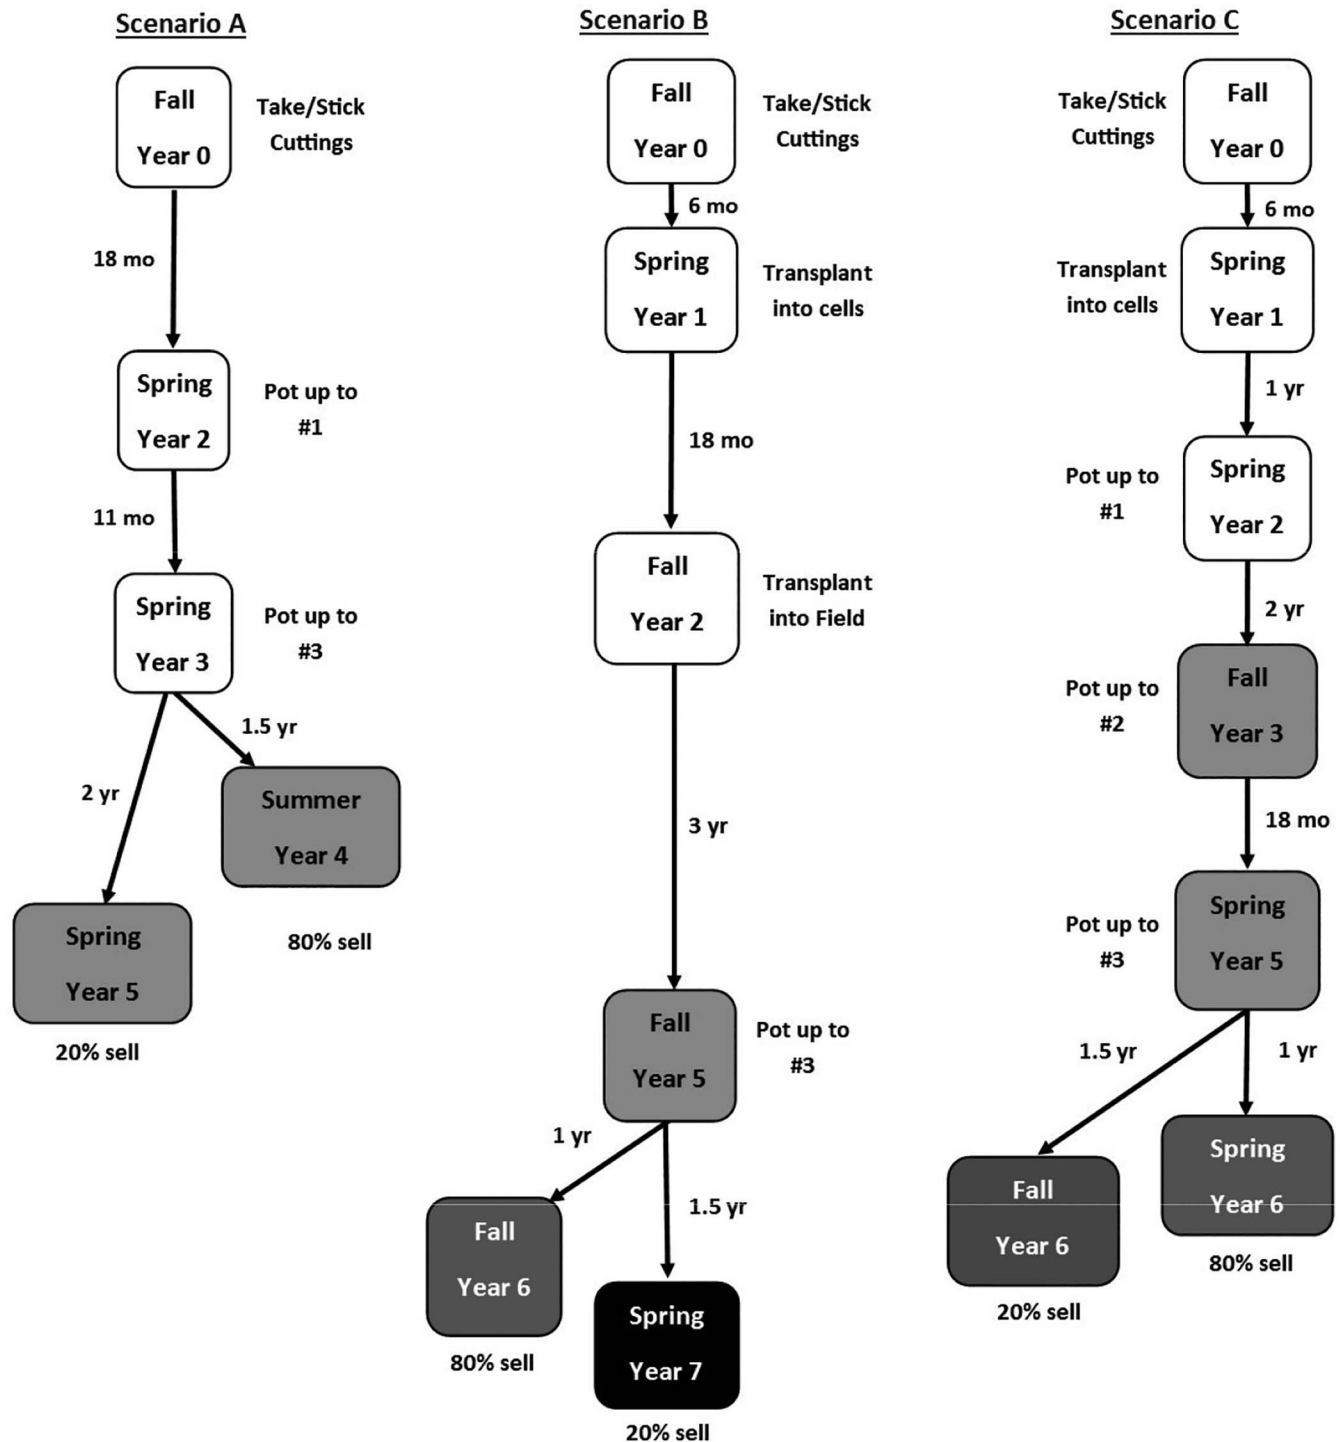 Scenario A
Fall
Year 0
Take/Stick
Cuttings
18 mo
Spring
Year 2
Pot up to
#1
11 mo
Spring
Year 3
Pot up to
#3
1.5 yr
2 yr
Summer
Year 4
80% sell
Spring
Year 5
20% sell
Scenario B
Fall
Year 0
Take/Stick
Cuttings
6 mo
Spring
Year 1
Transplant
into cells
18 mo
Fall
Year 2
Transplant
into Field
3 yr
Fall
Year 5
Pot up to
#3
1 yr
1.5 yr
Fall
Year 6
80% sell
Spring
Year 7
20% sell
Scenario C
Take/Stick
Cuttings
Fall
Year 0
6 mo
Transplant
into cells
Spring
Year 1
1 yr
Pot up to
#1
Spring
Year 2
2 yr
Pot up to
#2
Fall
Year 3
18 mo
Pot up to
#3
Spring
Year 5
1.5 yr
1 yr
Fall
Year 6
20% sell
Spring
Year 6
80% sell